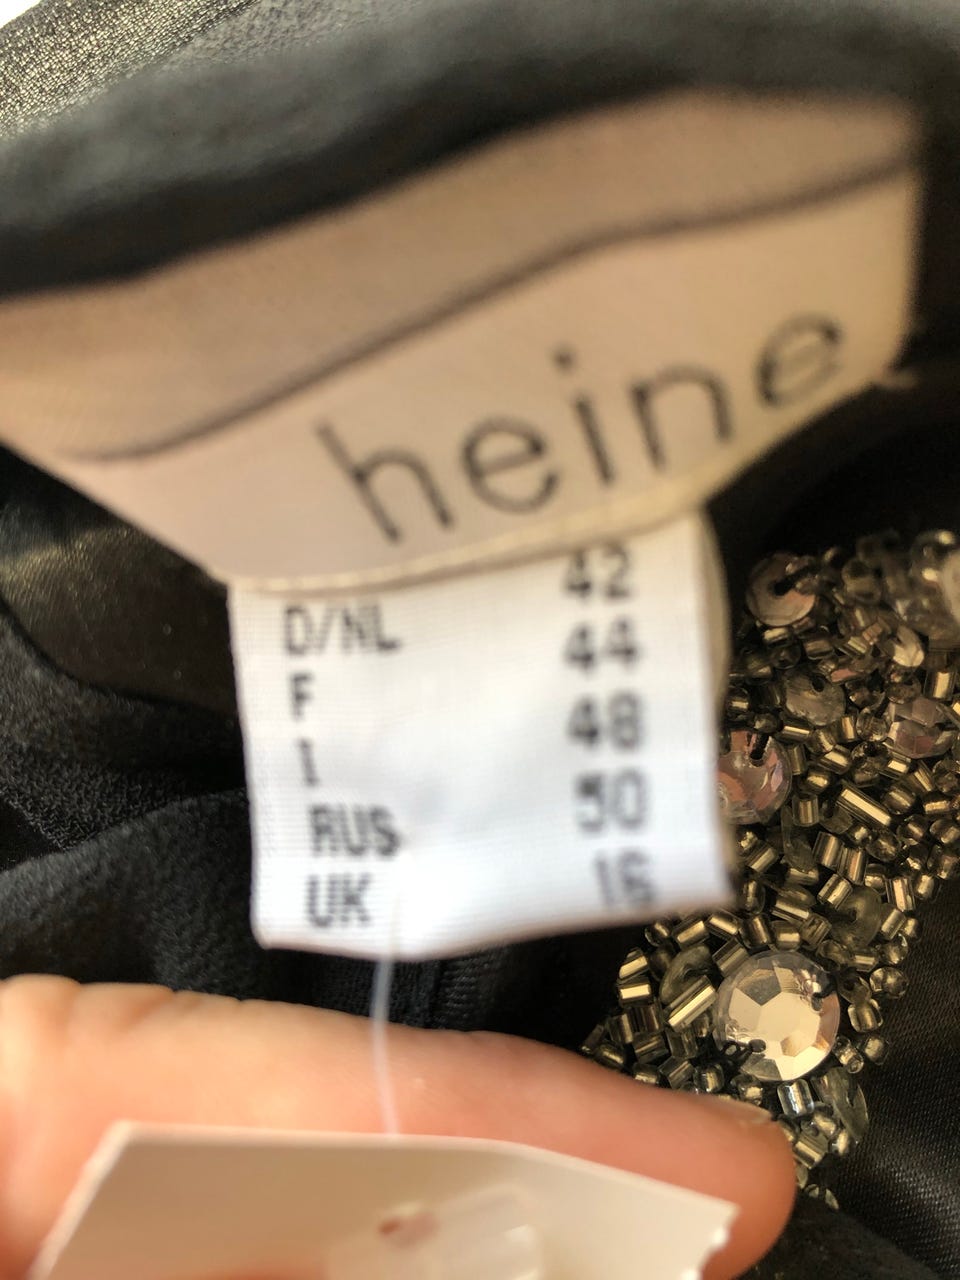 heine
D/NL 42
F 44
I 48
RUS 50
UK 16